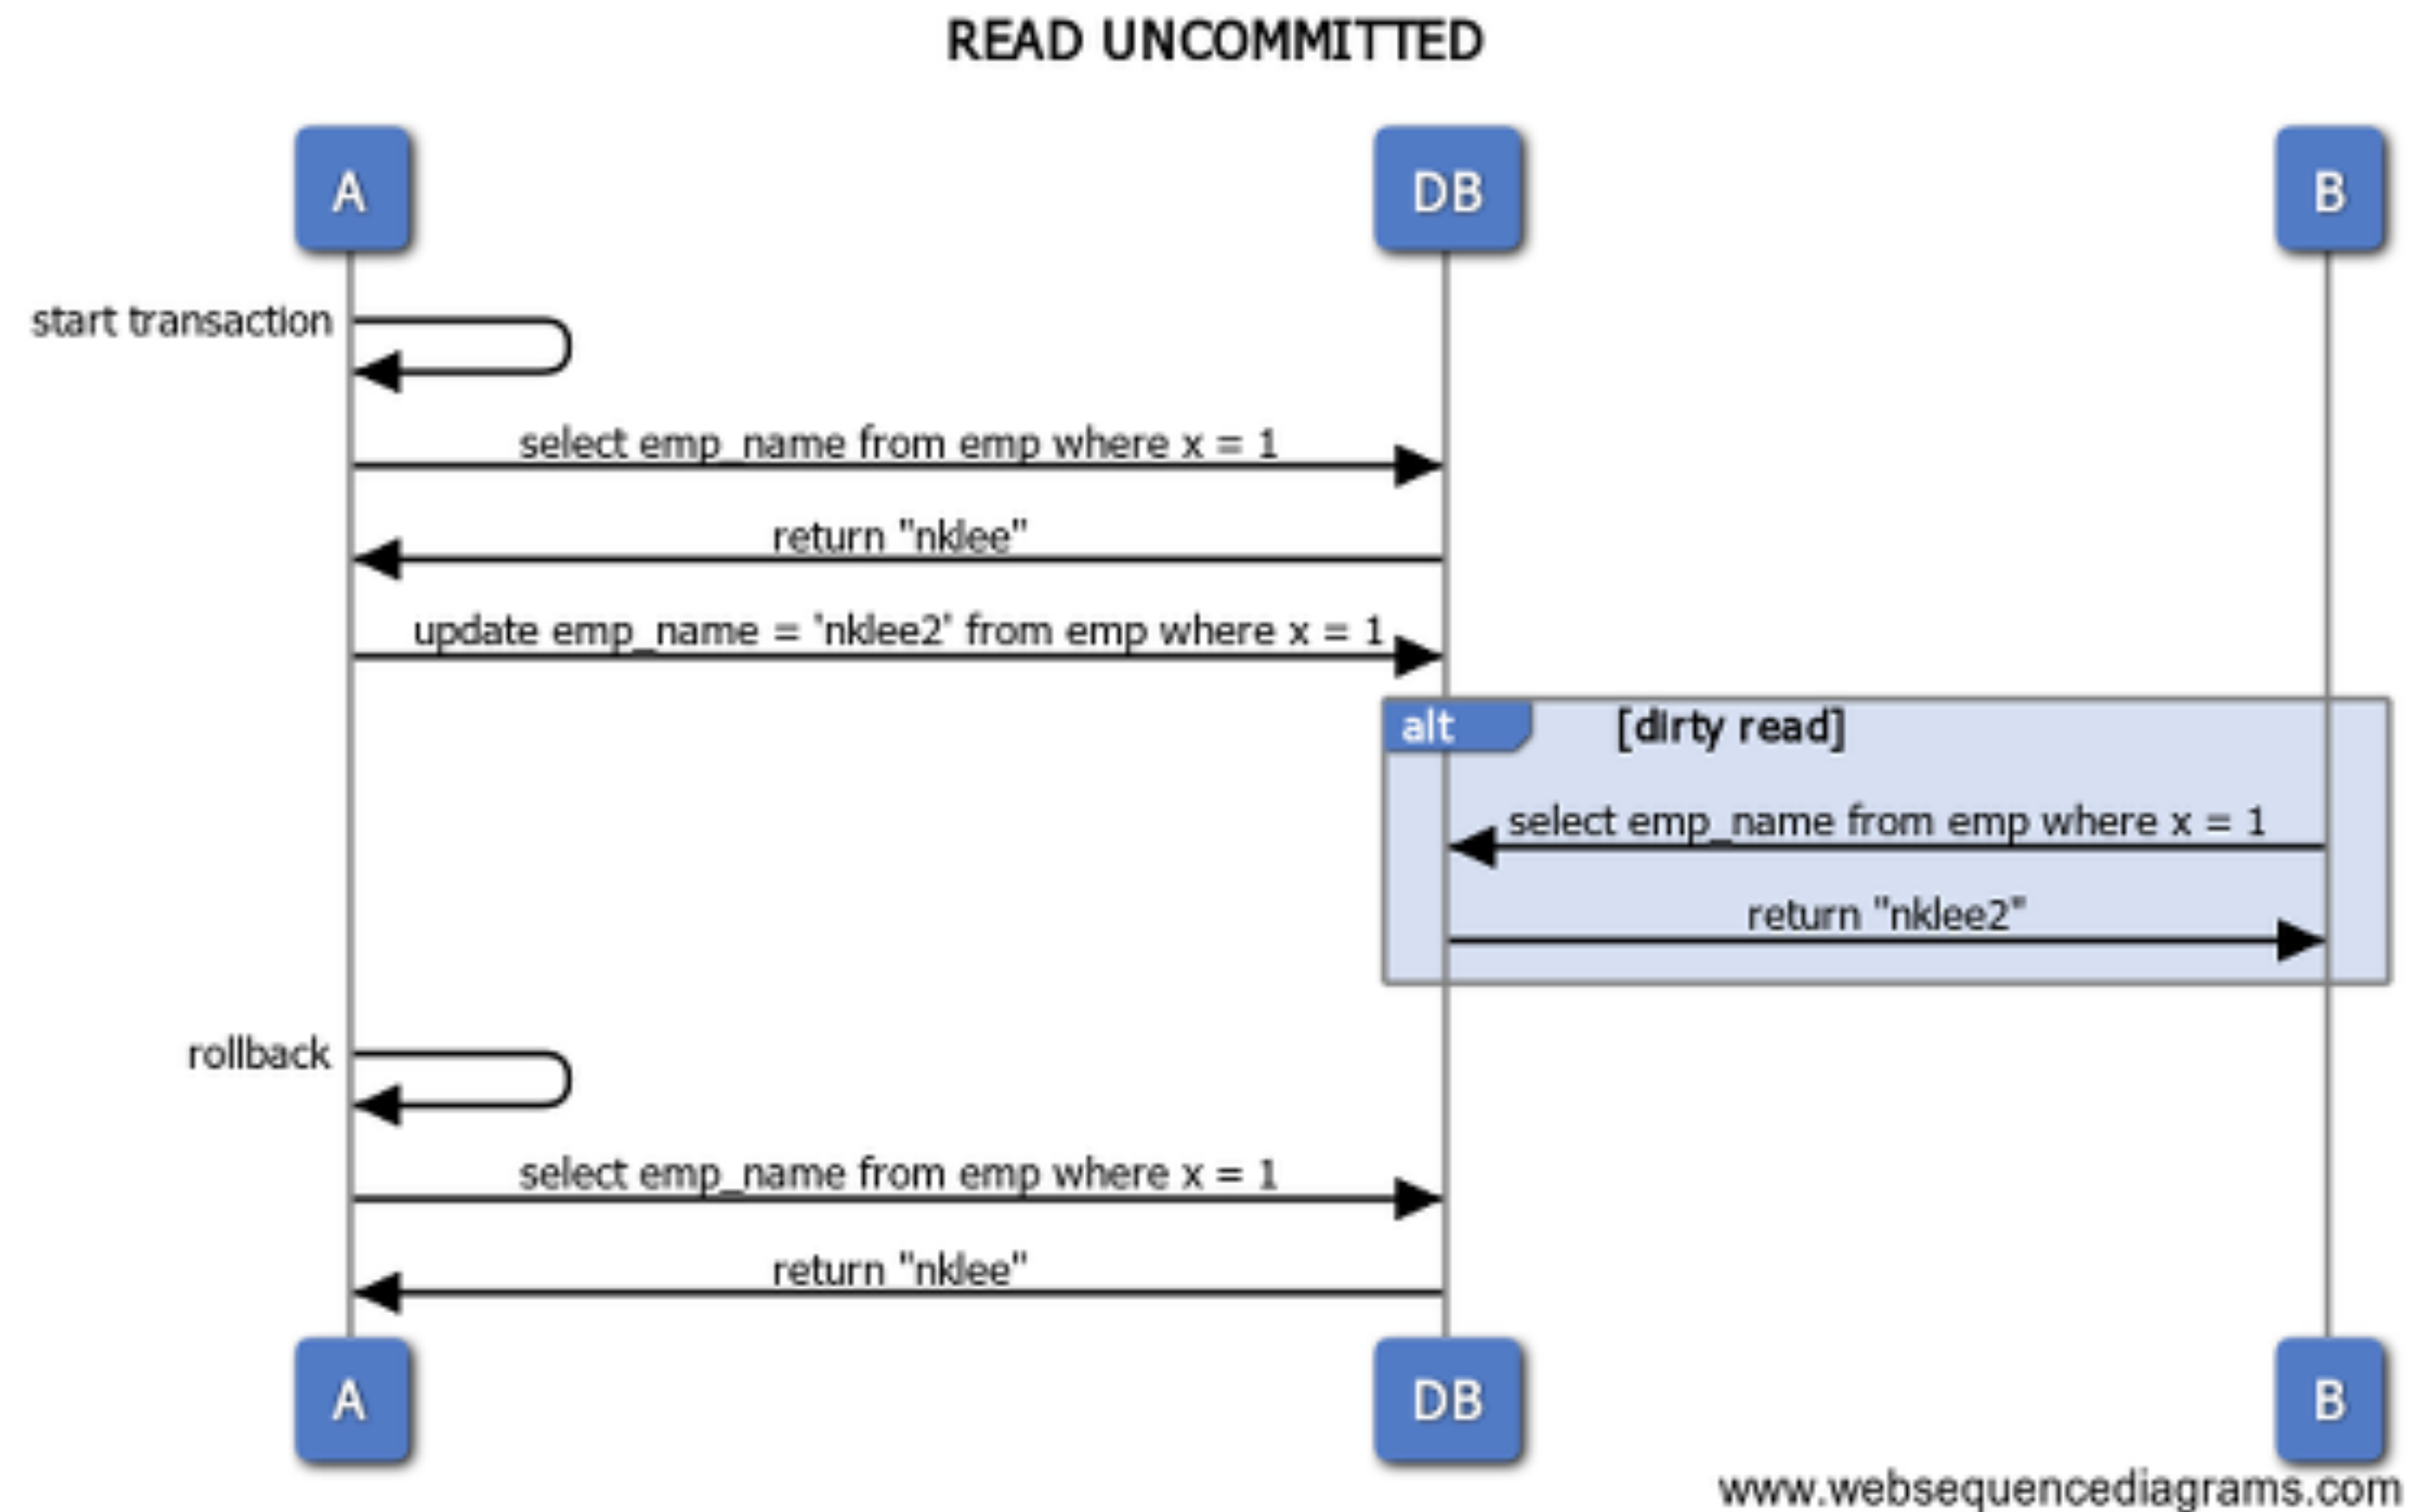 READ UNCOMMITTED
A
DB
B
start transaction
select emp_name from emp where x = 1
return "nklee"
update emp_name = 'nklee2' from emp where x = 1
alt
[dirty read]
select emp_name from emp where x = 1
return "nklee2"
rollback
select emp_name from emp where x = 1
return "nklee"
A
DB
B
www.websequencediagrams.com